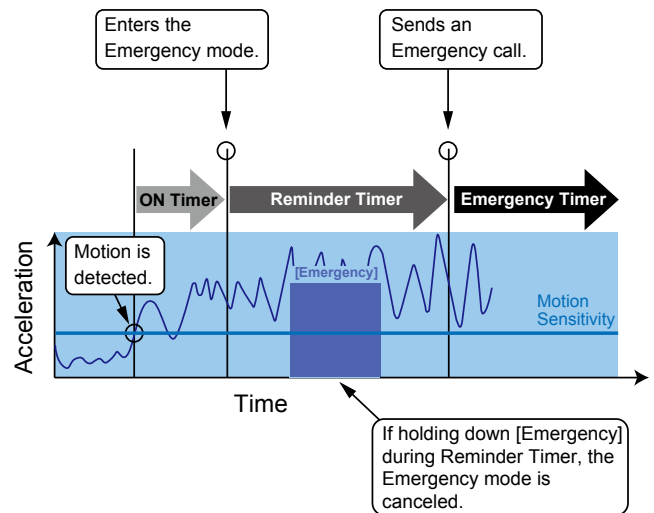 Enters the
Emergency mode.
Sends an
Emergency call.
ON Timer
Reminder Timer
Emergency Timer
Motion is
detected.
[Emergency]
Motion
Sensitivity
Acceleration
Time
If holding down [Emergency]
during Reminder Timer, the
Emergency mode is
canceled.